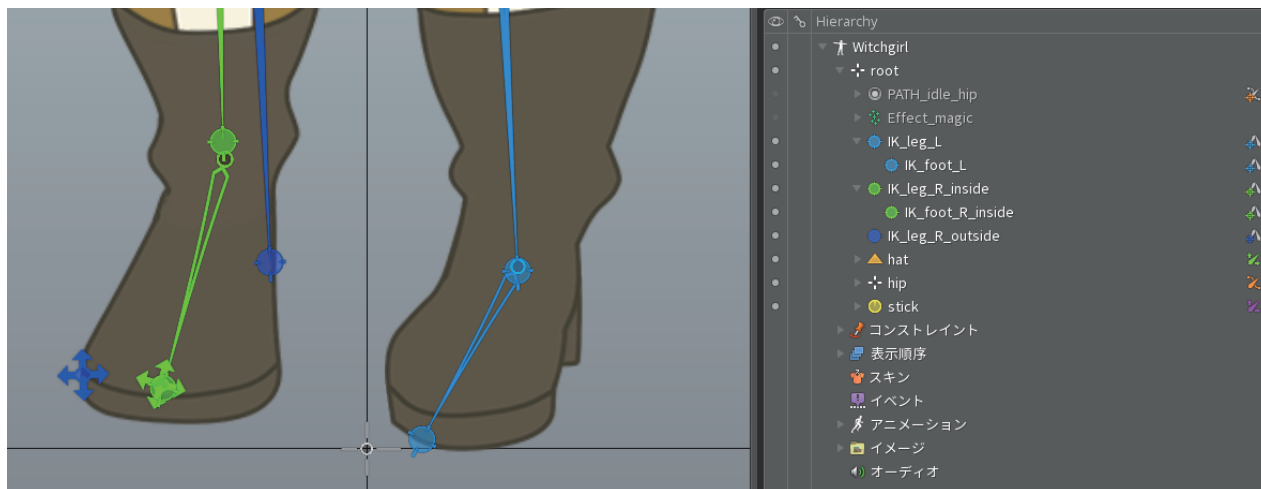 Hierarchy
Witchgirl
root
PATH_idle_hip
Effect_magic
IK_leg_L
IK_foot_L
IK_leg_R_inside
IK_foot_R_inside
IK_leg_R_outside
hat
hip
stick
コンストレイント
表示順序
スキン
イベント
アニメーション
イメージ
オーディオ